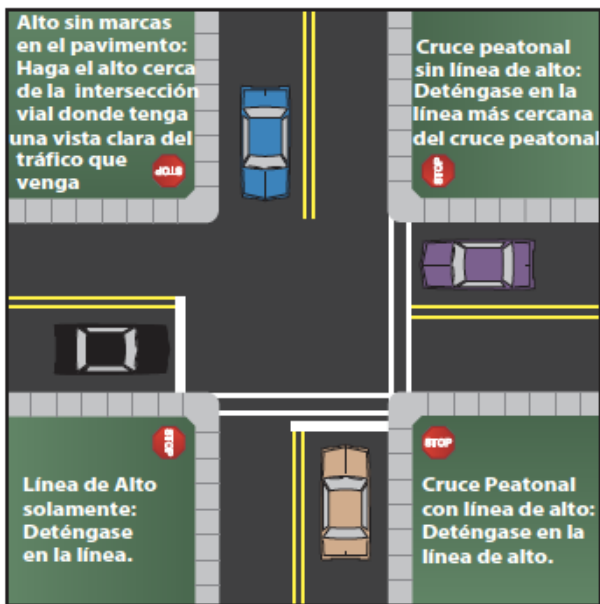 Alto sin marcas
en el pavimento:
Haga el alto cerca
de la intersección
vial donde tenga
una vista clara del
tráfico que
venga
STOP
Cruce peatonal
sin línea de alto:
Deténgase en la
línea más cercana
del cruce peatonal
STOP
STOP
Línea de Alto
solamente:
Deténgase
en la línea.
STOP
Cruce Peatonal
con línea de alto:
Deténgase en la
línea de alto.